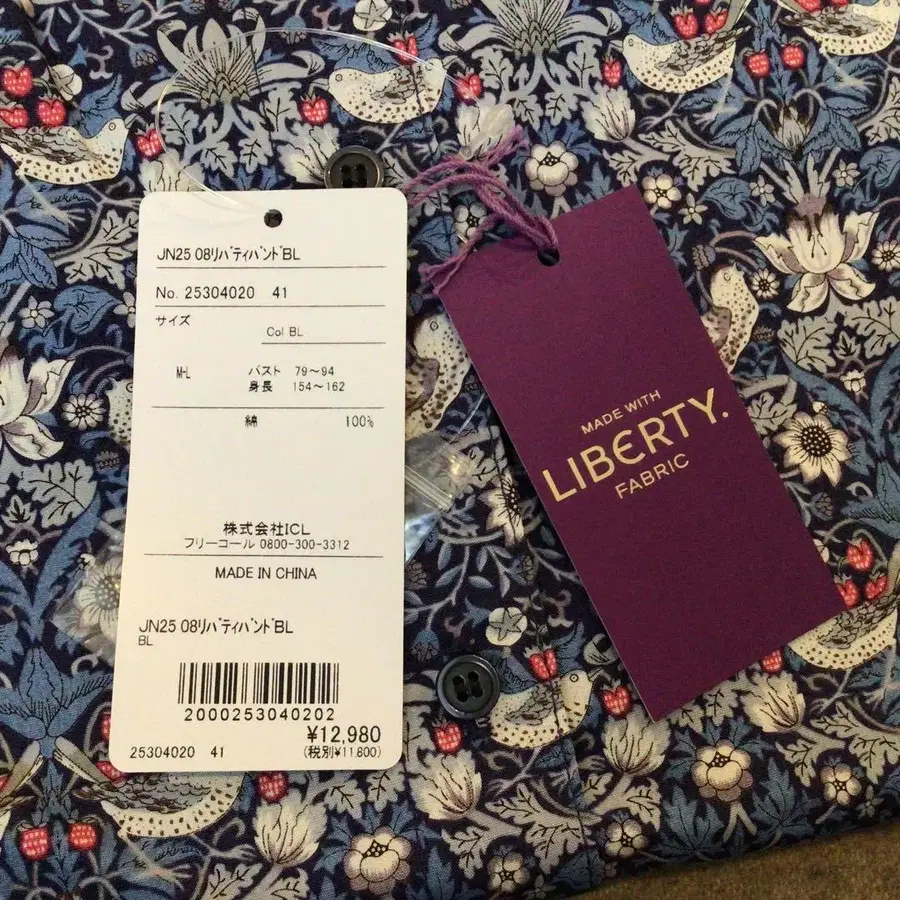 JN25 08ﾘﾊﾞﾃｨﾊﾞﾝﾄﾞBL
No. 25304020 41
サイズ
Col BL
M-L バスト 79～94
身長 154～162
綿 100%
株式会社ICL
フリーコール 0800-300-3312
MADE IN CHINA
JN25 08ﾘﾊﾞﾃｨﾊﾞﾝﾄﾞBL
BL
2000253040202
¥12,980
25304020 41 (税別¥11,800)
MADE WITH
LIBERTY.
FABRIC